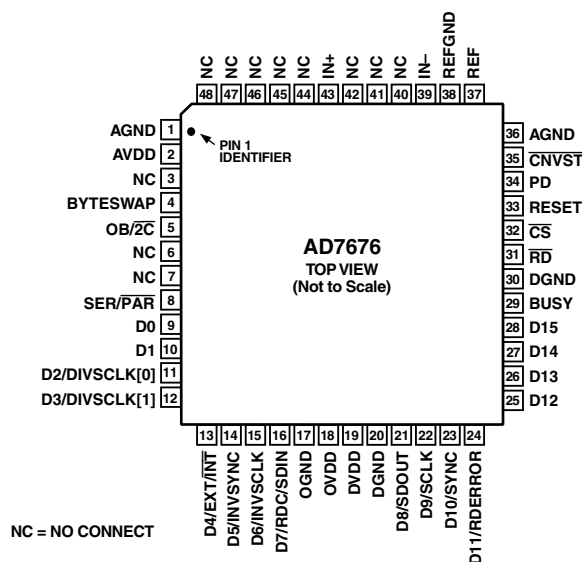 NC
NC
NC
NC
NC
IN+
NC
NC
NC
IN–
REFGND
REF
48 47 46 45 44 43 42 41 40 39 38 37
AGND 1
AVDD 2
NC 3
BYTESWAP 4
OB/2C 5
NC 6
NC 7
SER/PAR 8
D0 9
D1 10
D2/DIVSCLK[0] 11
D3/DIVSCLK[1] 12
PIN 1
IDENTIFIER
AD7676
TOP VIEW
(Not to Scale)
36 AGND
35 CNVST
34 PD
33 RESET
32 CS
31 RD
30 DGND
29 BUSY
28 D15
27 D14
26 D13
25 D12
13 14 15 16 17 18 19 20 21 22 23 24
D4/EXT/INT
D5/INVSYNC
D6/INVSCLK
D7/RDC/SDIN
OGND
OVDD
DVDD
DGND
D8/SDOUT
D9/SCLK
D10/SYNC
D11/RDERROR
NC = NO CONNECT